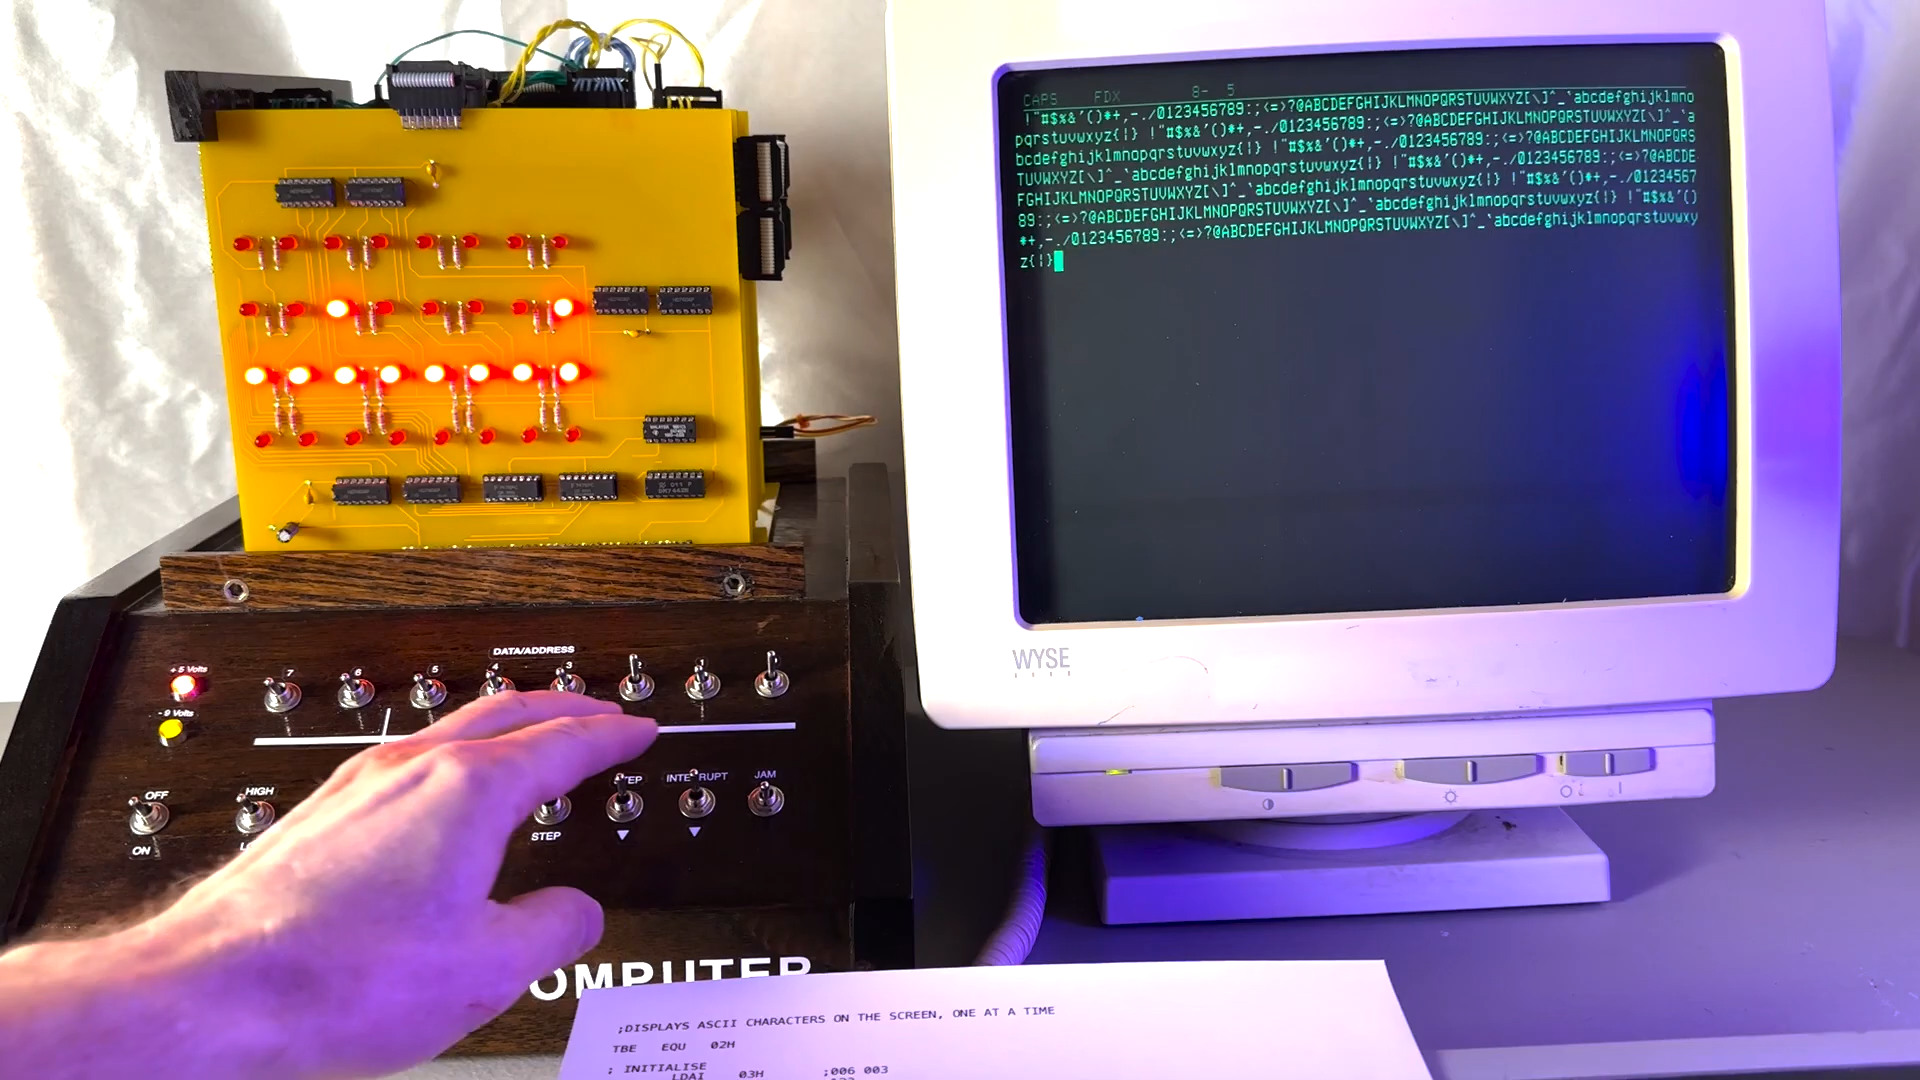 CAPS FDX 8- 5
!"#$%&'()*+,-./0123456789:;<=>?@ABCDEFGHIJKLMNOPQRSTUVWXYZ[\]^_`abcdefghijklmno
pqrstuvwxyz{|} !"#$%&'()*+,-./0123456789:;<=>?@ABCDEFGHIJKLMNOPQRSTUVWXYZ[\]^_`a
bcdefghijklmnopqrstuvwxyz{|} !"#$%&'()*+,-./0123456789:;<=>?@ABCDEFGHIJKLMNOPQRS
TUVWXYZ[\]^_`abcdefghijklmnopqrstuvwxyz{|} !"#$%&'()*+,-./0123456789:;<=>?@ABCDE
FGHIJKLMNOPQRSTUVWXYZ[\]^_`abcdefghijklmnopqrstuvwxyz{|} !"#$%&'()*+,-./01234567
89:;<=>?@ABCDEFGHIJKLMNOPQRSTUVWXYZ[\]^_`abcdefghijklmnopqrstuvwxyz{|} !"#$%&'()
*+,-./0123456789:;<=>?@ABCDEFGHIJKLMNOPQRSTUVWXYZ[\]^_`abcdefghijklmnopqrstuvwxy
z{|}
WYSE
DATA/ADDRESS
+5 Volts
7 6 5 4 3
- 9 Volts
OFF HIGH INTERRUPT JAM
ON STEP
OMPUTER
;DISPLAYS ASCII CHARACTERS ON THE SCREEN, ONE AT A TIME
TBE EQU 02H
; INITIALISE
LDAI 03H ;006 003